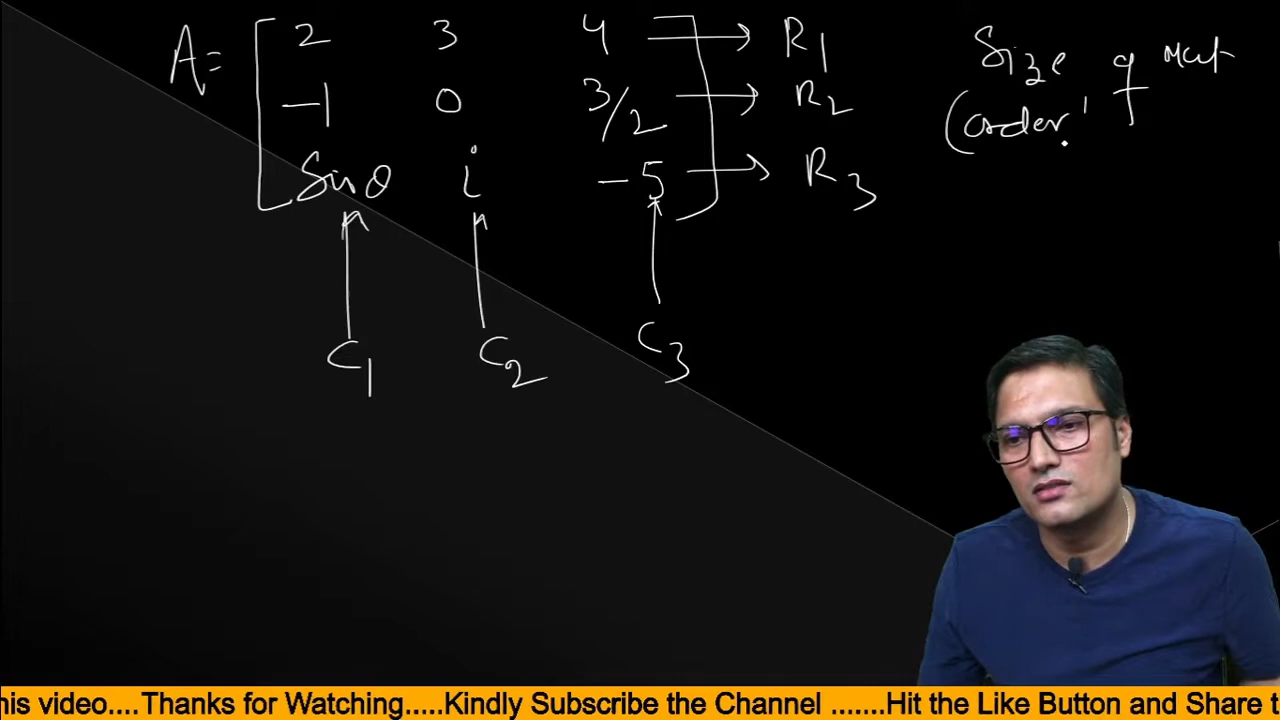 A = [ 2 3 4 ] → R1
-1 0 3/2 → R2
Sinθ i -5 → R3
C1 C2 C3
Size of Mat
(order
his video....Thanks for Watching.....Kindly Subscribe the Channel .......Hit the Like Button and Share t